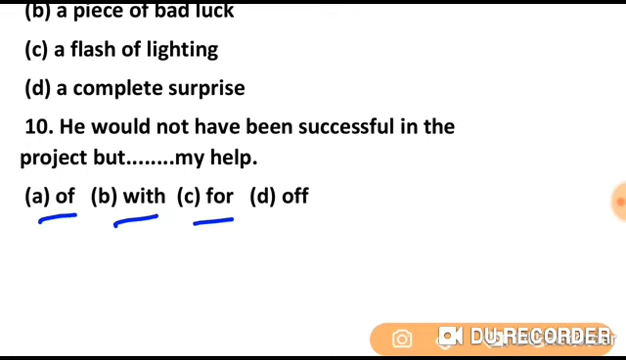 (b) a piece of bad luck
(c) a flash of lighting
(d) a complete surprise
10. He would not have been successful in the
project but........my help.
(a) of (b) with (c) for (d) off
DU RECORDER